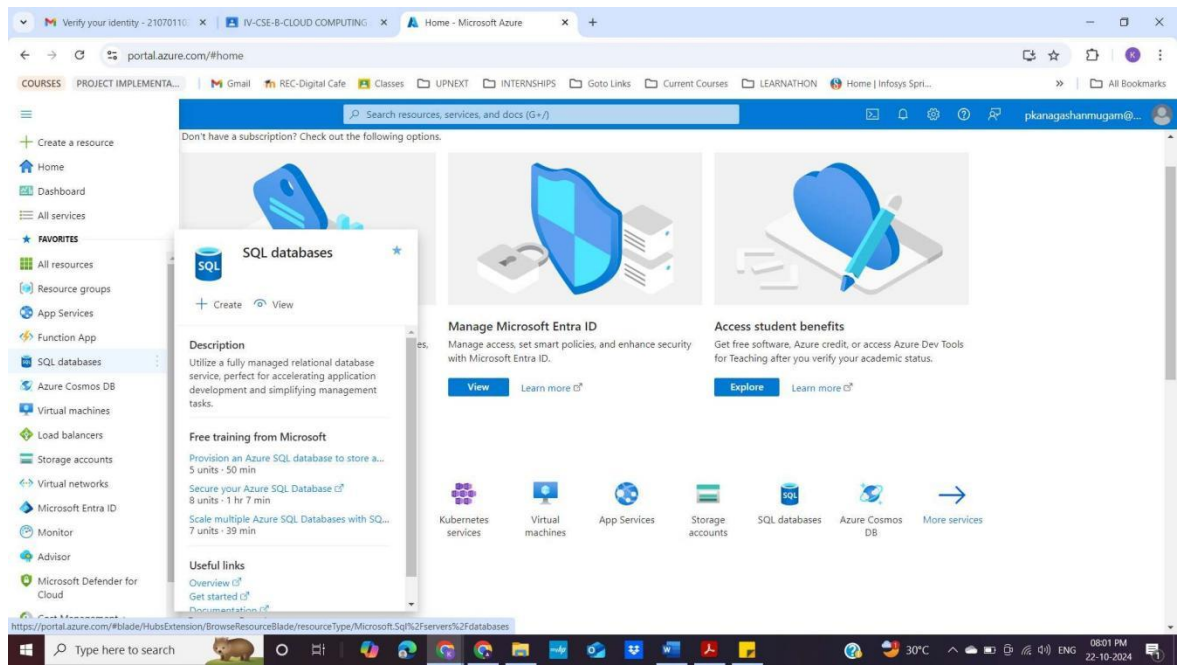 Verify your identity - 21070110
IV-CSE-B-CLOUD COMPUTING
Home - Microsoft Azure
portal.azure.com/#home
K
COURSES
PROJECT IMPLEMENTA...
Gmail
REC-Digital Cafe
Classes
UPNEXT
INTERNSHIPS
Goto Links
Current Courses
LEARNATHON
Home | Infosys Spri...
»
All Bookmarks
Search resources, services, and docs (G+/)
pkanagashanmugam@...
Create a resource
Home
Dashboard
All services
FAVORITES
All resources
Resource groups
App Services
Function App
SQL databases
Azure Cosmos DB
Virtual machines
Load balancers
Storage accounts
Virtual networks
Microsoft Entra ID
Monitor
Advisor
Microsoft Defender for
Cloud
Cost Management +
Don't have a subscription? Check out the following options.
SQL
SQL databases
Create
View
Description
Utilize a fully managed relational database
service, perfect for accelerating application
development and simplifying management
tasks.
Free training from Microsoft
Provision an Azure SQL database to store a...
5 units · 50 min
Secure your Azure SQL Database
8 units · 1 hr 7 min
Scale multiple Azure SQL Databases with SQ...
7 units · 39 min
Useful links
Overview
Get started
Documentation
es,
Manage Microsoft Entra ID
Manage access, set smart policies, and enhance security
with Microsoft Entra ID.
View
Learn more
Access student benefits
Get free software, Azure credit, or access Azure Dev Tools
for Teaching after you verify your academic status.
Explore
Learn more
Kubernetes
services
Virtual
machines
App Services
Storage
accounts
SQL
SQL databases
Azure Cosmos
DB
More services
https://portal.azure.com/#blade/HubsExtension/BrowseResourceBlade/resourceType/Microsoft.Sql%2Fservers%2Fdatabases
Type here to search
30°C
ENG
08:01 PM
22-10-2024